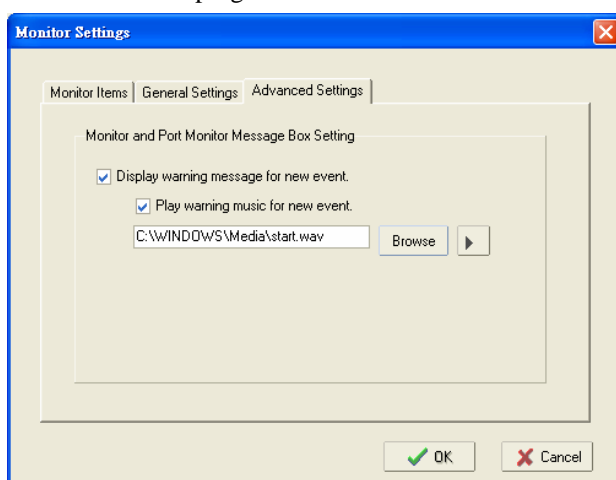 Monitor Settings
Monitor Items General Settings Advanced Settings
Monitor and Port Monitor Message Box Setting
Display warning message for new event.
Play warning music for new event.
C:\WINDOWS\Media\start.wav Browse
OK Cancel